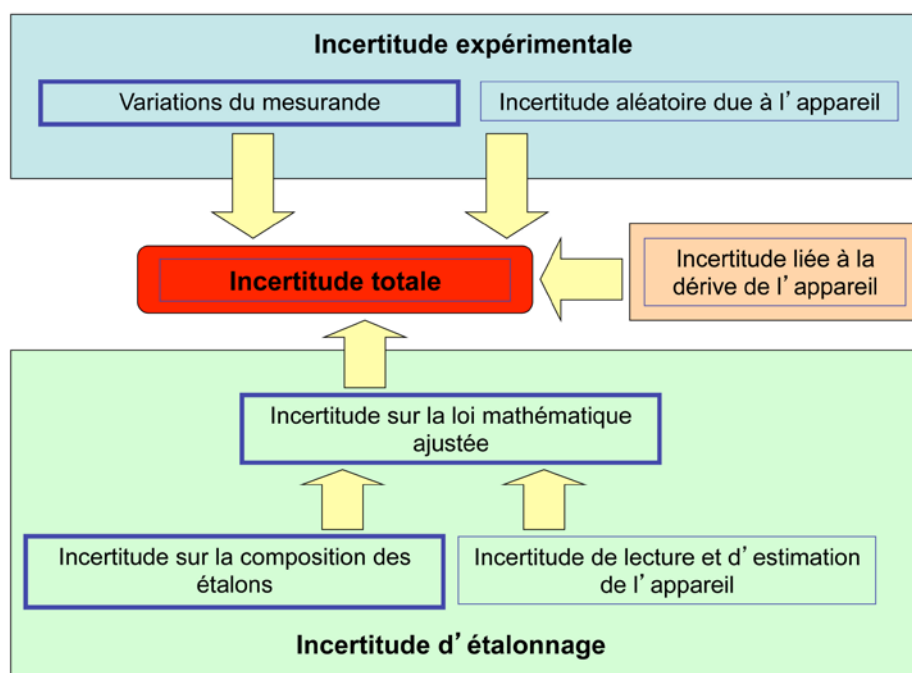 Incertitude expérimentale
Variations du mesurande
Incertitude aléatoire due à l’appareil
Incertitude totale
Incertitude liée à la
dérive de l’appareil
Incertitude sur la loi mathématique
ajustée
Incertitude sur la composition des
étalons
Incertitude de lecture et d’estimation
de l’appareil
Incertitude d’étalonnage